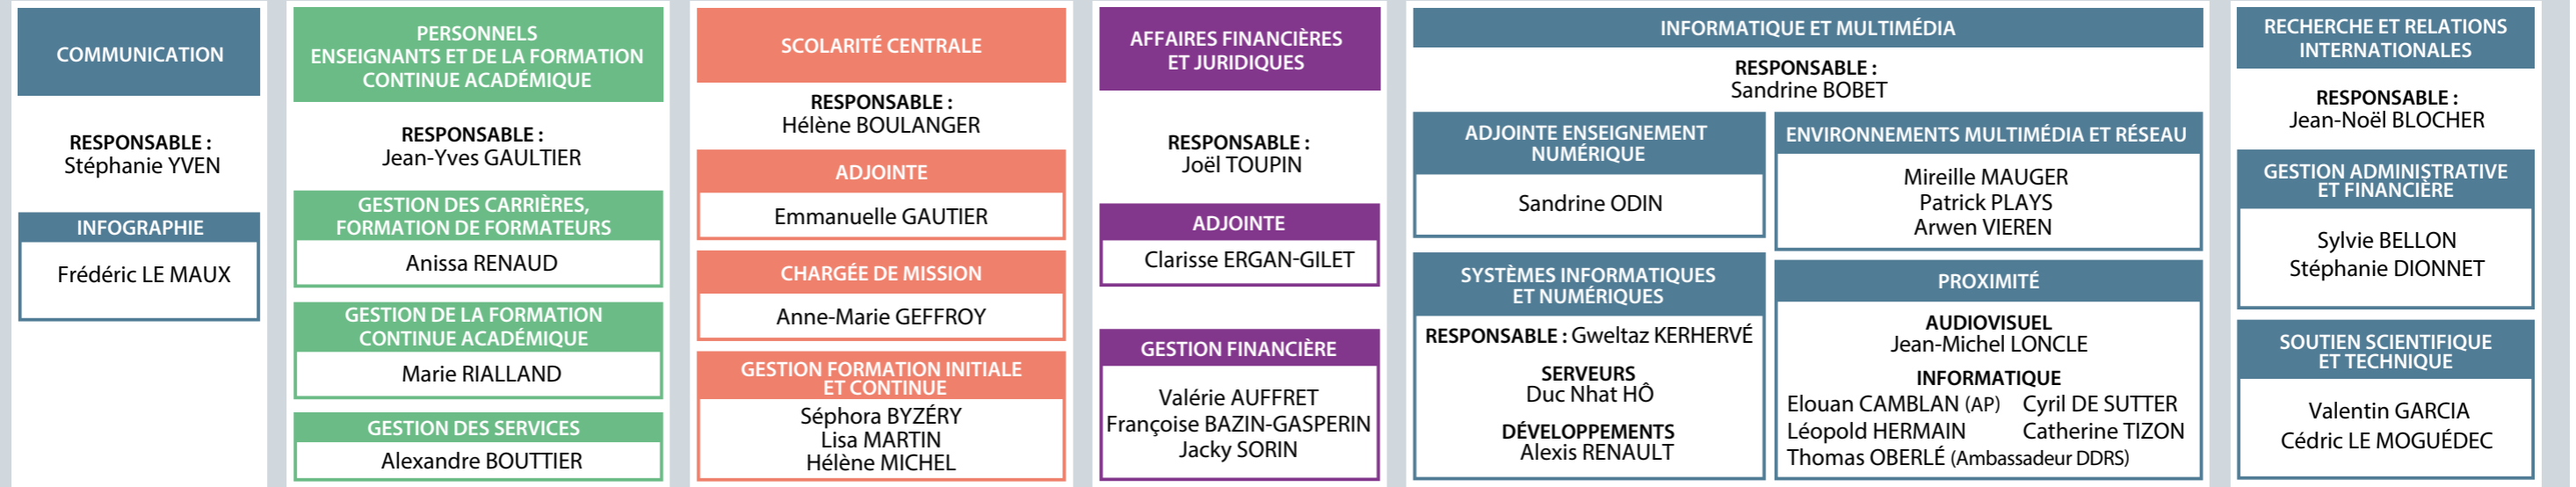 COMMUNICATION
RESPONSABLE :
Stéphanie YVEN
INFOGRAPHIE
Frédéric LE MAUX
PERSONNELS
ENSEIGNANTS ET DE LA FORMATION
CONTINUE ACADÉMIQUE
RESPONSABLE :
Jean-Yves GAULTIER
GESTION DES CARRIÈRES,
FORMATION DE FORMATEURS
Anissa RENAUD
GESTION DE LA FORMATION
CONTINUE ACADÉMIQUE
Marie RIALLAND
GESTION DES SERVICES
Alexandre BOUTTIER
SCOLARITÉ CENTRALE
RESPONSABLE :
Hélène BOULANGER
ADJOINTE
Emmanuelle GAUTIER
CHARGÉE DE MISSION
Anne-Marie GEFFROY
GESTION FORMATION INITIALE
ET CONTINUE
Séphora BYZÉRY
Lisa MARTIN
Hélène MICHEL
AFFAIRES FINANCIÈRES
ET JURIDIQUES
RESPONSABLE :
Joël TOUPIN
ADJOINTE
Clarisse ERGAN-GILET
GESTION FINANCIÈRE
Valérie AUFFRET
Françoise BAZIN-GASPERIN
Jacky SORIN
INFORMATIQUE ET MULTIMÉDIA
RESPONSABLE :
Sandrine BOBET
ADJOINTE ENSEIGNEMENT
NUMÉRIQUE
Sandrine ODIN
SYSTÈMES INFORMATIQUES
ET NUMÉRIQUES
RESPONSABLE : Gweltaz KERHERVÉ
SERVEURS
Duc Nhat HÔ
DÉVELOPPEMENTS
Alexis RENAULT
ENVIRONNEMENTS MULTIMÉDIA ET RÉSEAU
Mireille MAUGER
Patrick PLAYS
Arwen VIEREN
PROXIMITÉ
AUDIOVISUEL
Jean-Michel LONCLE
INFORMATIQUE
Elouan CAMBLAN (AP) Cyril DE SUTTER
Léopold HERMAIN Catherine TIZON
Thomas OBERLÉ (Ambassadeur DDRS)
RECHERCHE ET RELATIONS
INTERNATIONALES
RESPONSABLE :
Jean-Noël BLOCHER
GESTION ADMINISTRATIVE
ET FINANCIÈRE
Sylvie BELLON
Stéphanie DIONNET
SOUTIEN SCIENTIFIQUE
ET TECHNIQUE
Valentin GARCIA
Cédric LE MOGUÉDEC